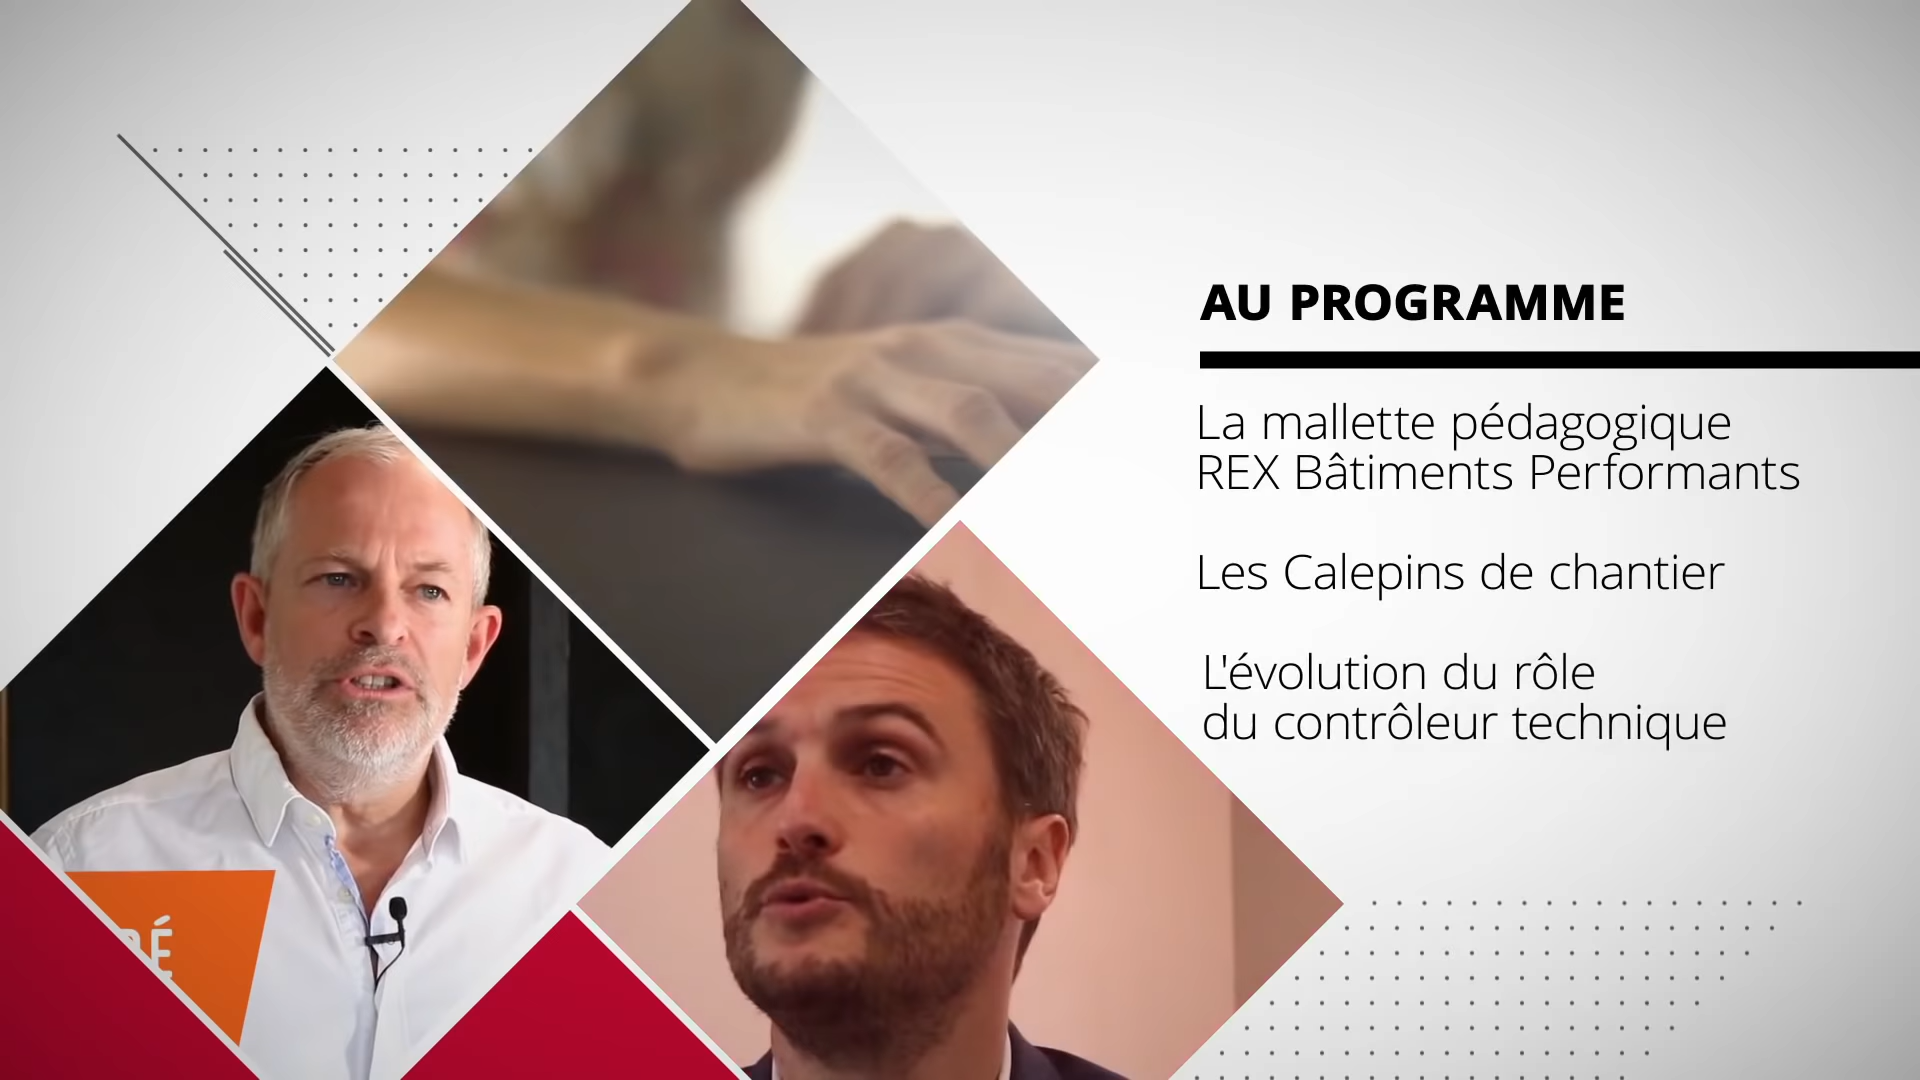 AU PROGRAMME
La mallette pédagogique
REX Bâtiments Performants
Les Calepins de chantier
L'évolution du rôle
du contrôleur technique